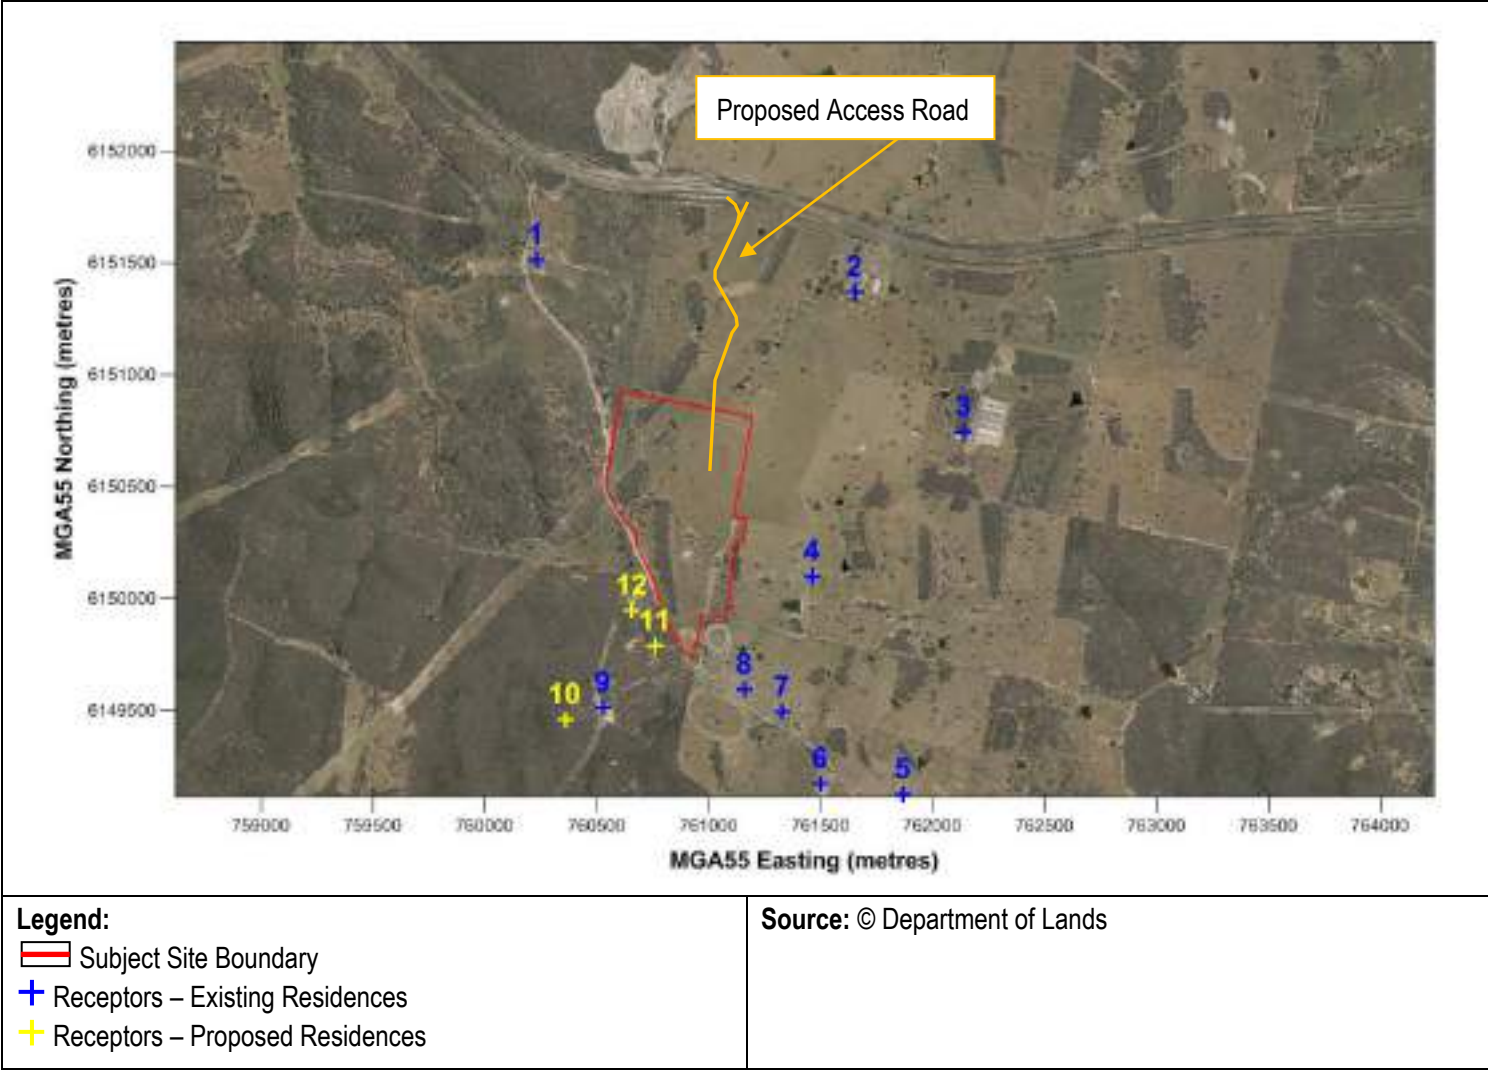 Proposed Access Road
MGA55 Northing (metres)
6152000
6151500
6151000
6150500
6150000
6149500
1
2
3
4
12
11
8
7
9
10
6
5
759000 759500 760000 760500 761000 761500 762000 762500 763000 763500 764000
MGA55 Easting (metres)
Legend:
Subject Site Boundary
Receptors – Existing Residences
Receptors – Proposed Residences
Source: © Department of Lands